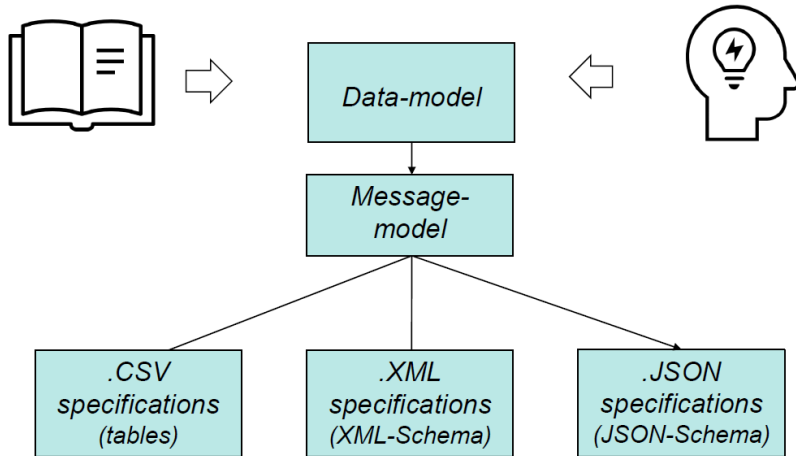 Data-model
Message-
model
.CSV
specifications
(tables)
.XML
specifications
(XML-Schema)
.JSON
specifications
(JSON-Schema)